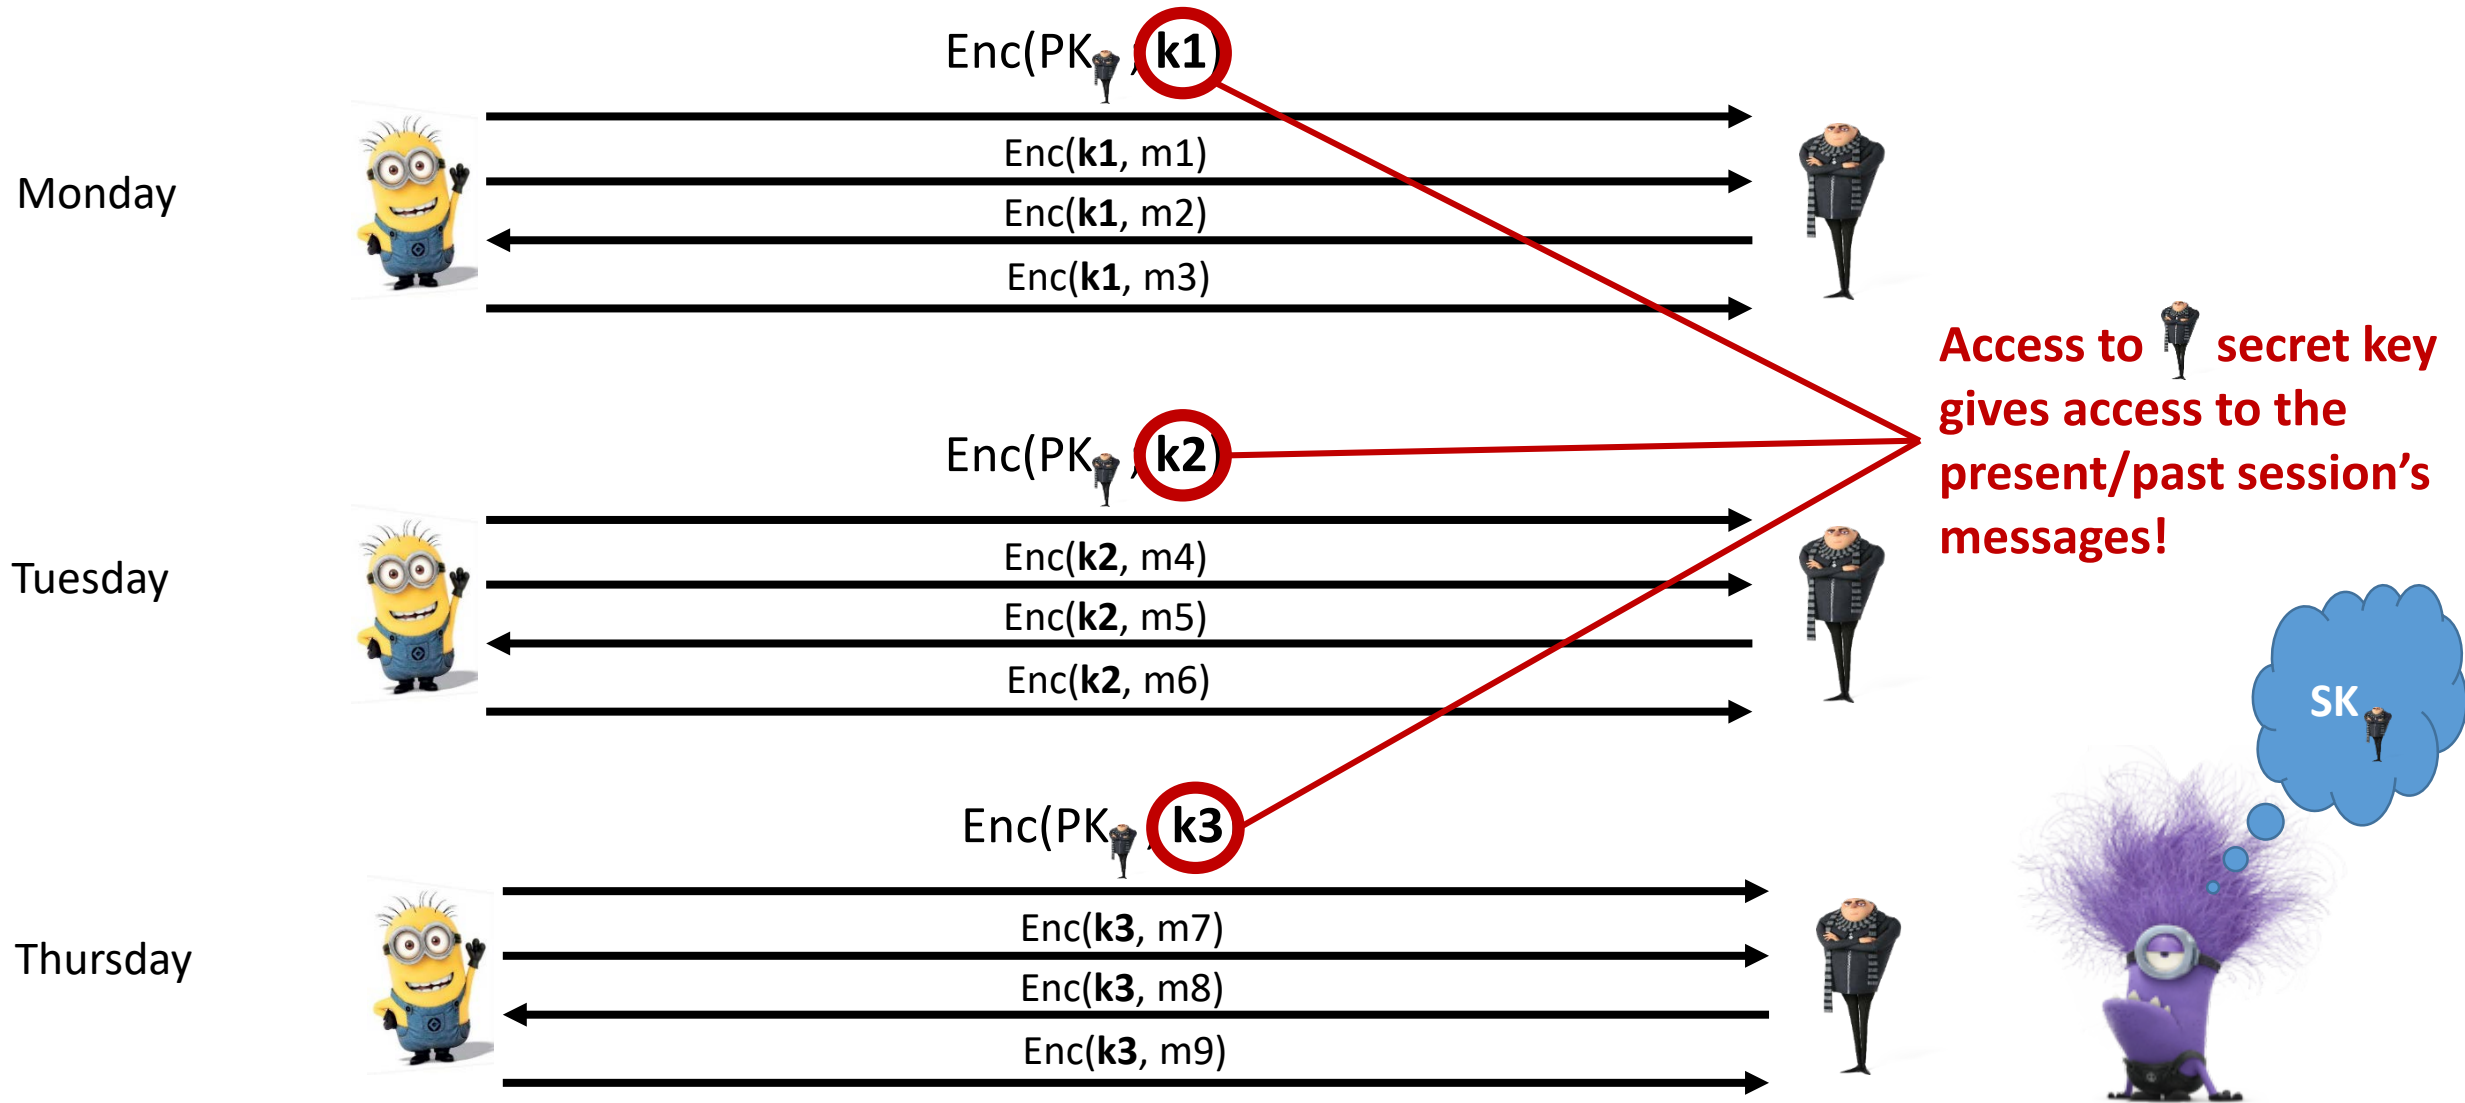 Enc(PK , k1)
Enc(k1, m1)
Monday
Enc(k1, m2)
Enc(k1, m3)
Access to secret key
gives access to the
present/past session’s
messages!
Enc(PK , k2)
Enc(k2, m4)
Tuesday
Enc(k2, m5)
Enc(k2, m6)
SK
Enc(PK , k3
Enc(k3, m7)
Thursday
Enc(k3, m8)
Enc(k3, m9)